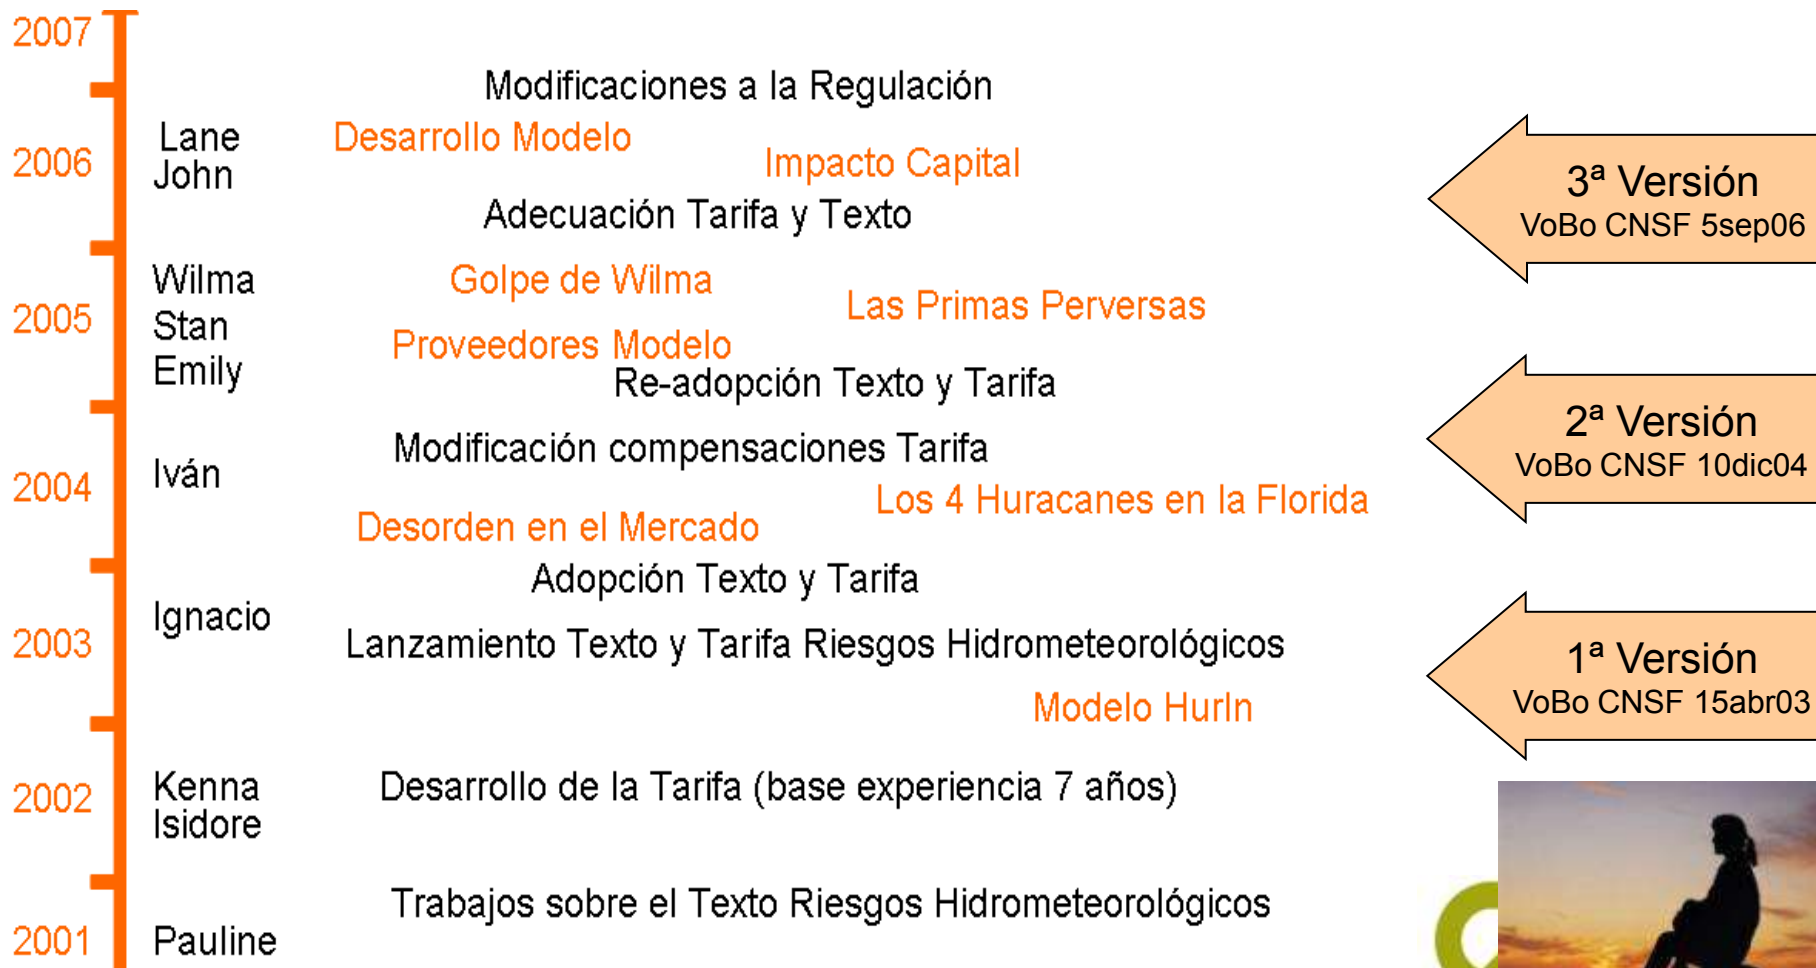 2007
Modificaciones a la Regulación
Lane
Desarrollo Modelo
2006
Impacto Capital
John
Adecuación Tarifa y Texto
3ª Versión
VoBo CNSF 5sep06
Wilma
Golpe de Wilma
2005
Las Primas Perversas
Stan
Proveedores Modelo
Emily
Re-adopción Texto y Tarifa
2ª Versión
VoBo CNSF 10dic04
Modificación compensaciones Tarifa
Iván
2004
Los 4 Huracanes en la Florida
Desorden en el Mercado
Adopción Texto y Tarifa
Ignacio
2003
Lanzamiento Texto y Tarifa Riesgos Hidrometeorológicos
1ª Versión
VoBo CNSF 15abr03
Modelo HurIn
Kenna
2002
Desarrollo de la Tarifa (base experiencia 7 años)
Isidore
Trabajos sobre el Texto Riesgos Hidrometeorológicos
2001
Pauline